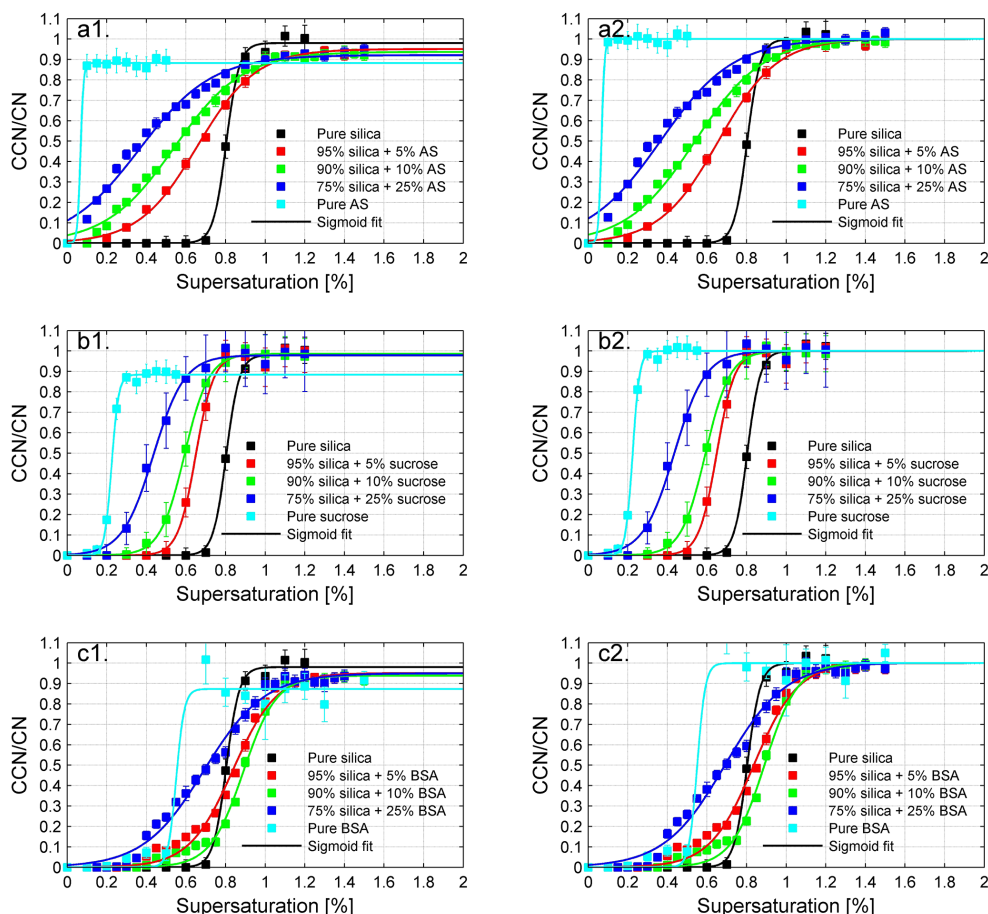 a1.
1.1
1
0.9
0.8
0.7
0.6
0.5
0.4
0.3
0.2
0.1
0
CCN/CN
Pure silica
95% silica + 5% AS
90% silica + 10% AS
75% silica + 25% AS
Pure AS
Sigmoid fit
0 0.2 0.4 0.6 0.8 1 1.2 1.4 1.6 1.8 2
Supersaturation [%]
a2.
1.1
1
0.9
0.8
0.7
0.6
0.5
0.4
0.3
0.2
0.1
0
CCN/CN
Pure silica
95% silica + 5% AS
90% silica + 10% AS
75% silica + 25% AS
Pure AS
Sigmoid fit
0 0.2 0.4 0.6 0.8 1 1.2 1.4 1.6 1.8 2
Supersaturation [%]
b1.
1.1
1
0.9
0.8
0.7
0.6
0.5
0.4
0.3
0.2
0.1
0
CCN/CN
Pure silica
95% silica + 5% sucrose
90% silica + 10% sucrose
75% silica + 25% sucrose
Pure sucrose
Sigmoid fit
0 0.2 0.4 0.6 0.8 1 1.2 1.4 1.6 1.8 2
Supersaturation [%]
b2.
1.1
1
0.9
0.8
0.7
0.6
0.5
0.4
0.3
0.2
0.1
0
CCN/CN
Pure silica
95% silica + 5% sucrose
90% silica + 10% sucrose
75% silica + 25% sucrose
Pure sucrose
Sigmoid fit
0 0.2 0.4 0.6 0.8 1 1.2 1.4 1.6 1.8 2
Supersaturation [%]
c1.
1.1
1
0.9
0.8
0.7
0.6
0.5
0.4
0.3
0.2
0.1
0
CCN/CN
Pure silica
95% silica + 5% BSA
90% silica + 10% BSA
75% silica + 25% BSA
Pure BSA
Sigmoid fit
0 0.2 0.4 0.6 0.8 1 1.2 1.4 1.6 1.8 2
Supersaturation [%]
c2.
1.1
1
0.9
0.8
0.7
0.6
0.5
0.4
0.3
0.2
0.1
0
CCN/CN
Pure silica
95% silica + 5% BSA
90% silica + 10% BSA
75% silica + 25% BSA
Pure BSA
Sigmoid fit
0 0.2 0.4 0.6 0.8 1 1.2 1.4 1.6 1.8 2
Supersaturation [%]